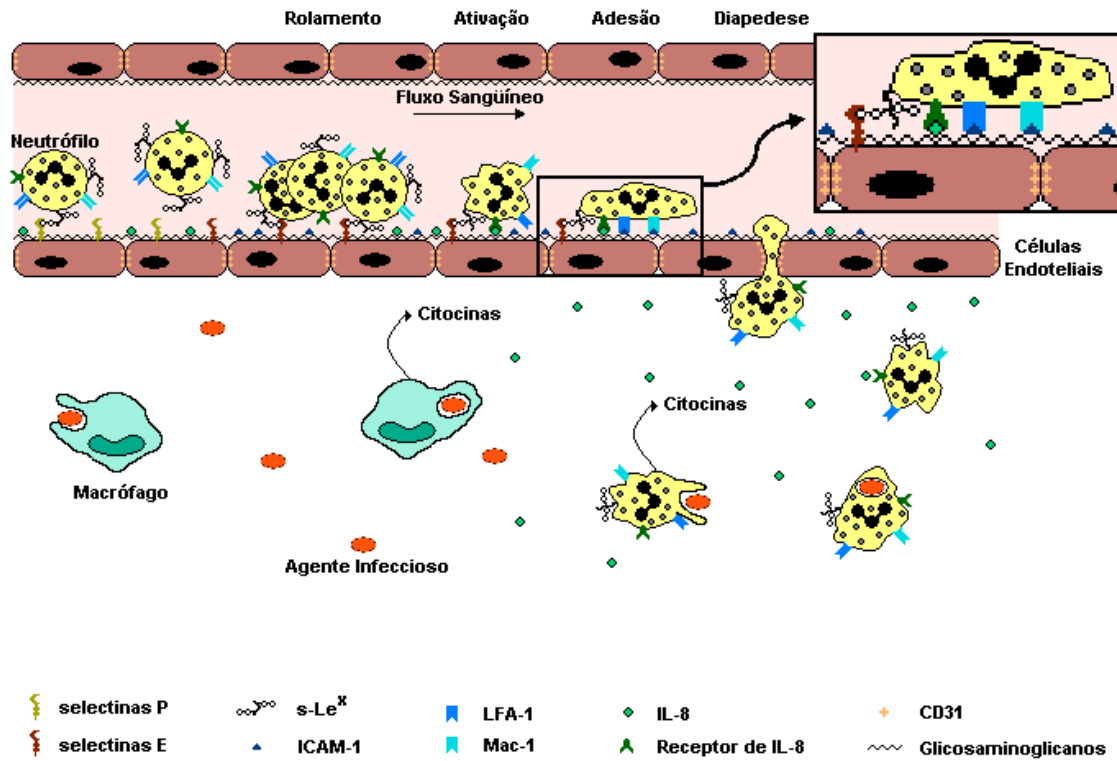 Rolamento Ativação Adesão Diapedese
Fluxo Sangüíneo
Neutrófilo
Células
Endoteliais
Citocinas
Citocinas
Macrófago
Agente Infeccioso
selectinas P s-Leˣ LFA-1 IL-8 CD31
selectinas E ICAM-1 Mac-1 Receptor de IL-8 Glicosaminoglicanos